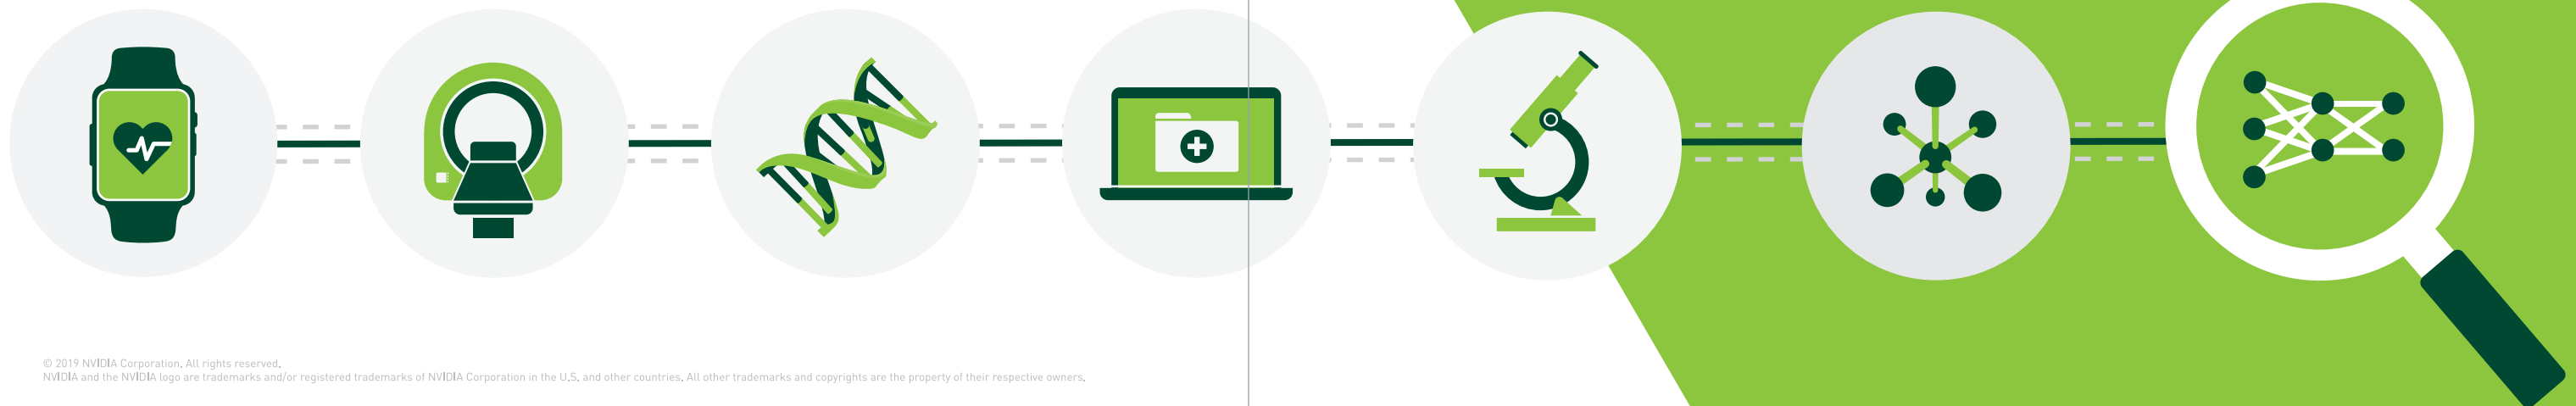 © 2019 NVIDIA Corporation. All rights reserved.
NVIDIA and the NVIDIA logo are trademarks and/or registered trademarks of NVIDIA Corporation in the U.S. and other countries. All other trademarks and copyrights are the property of their respective owners.